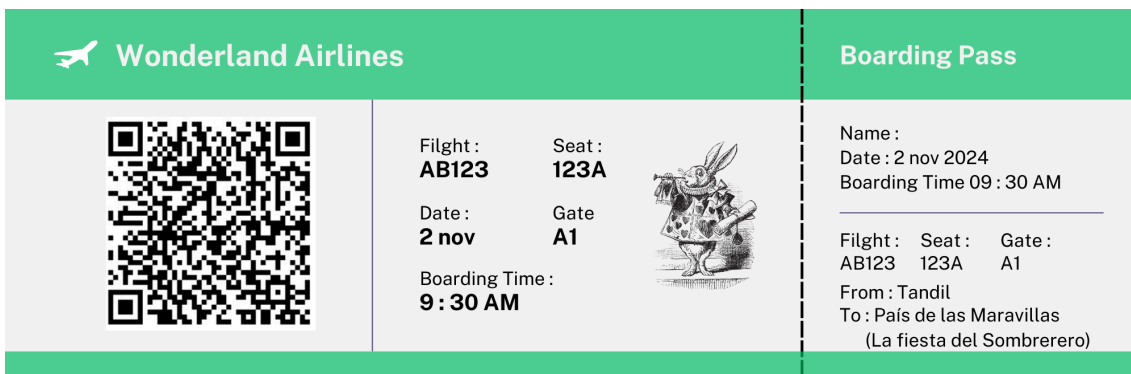 Wonderland Airlines
Filght : Seat :
AB123 123A
Date : Gate
2 nov A1
Boarding Time :
9 : 30 AM
Boarding Pass
Name :
Date : 2 nov 2024
Boarding Time 09 : 30 AM
Filght : Seat : Gate :
AB123 123A A1
From : Tandil
To : País de las Maravillas
(La fiesta del Sombrerero)